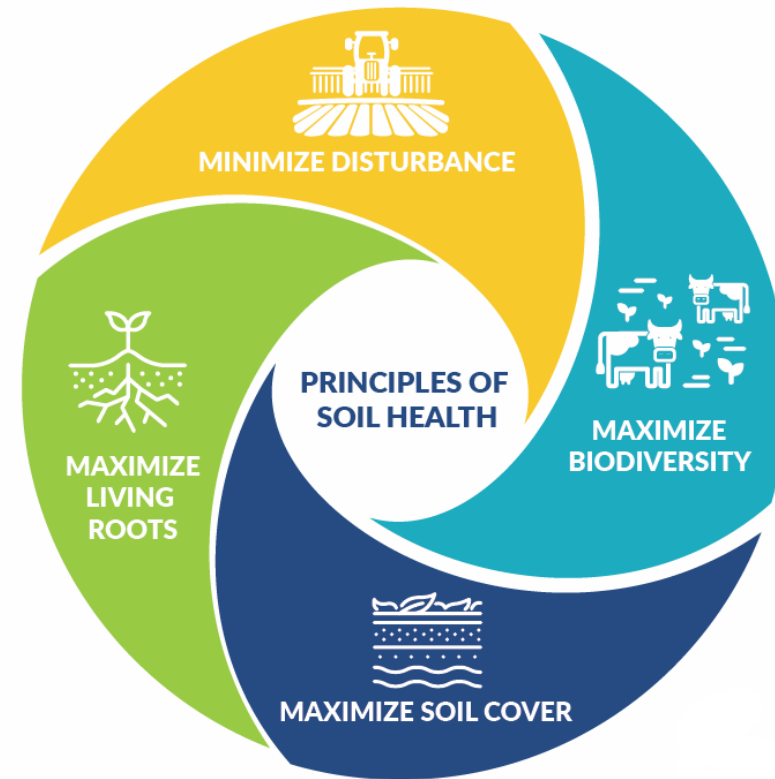 MINIMIZE DISTURBANCE
PRINCIPLES OF
SOIL HEALTH
MAXIMIZE
BIODIVERSITY
MAXIMIZE
LIVING
ROOTS
MAXIMIZE SOIL COVER